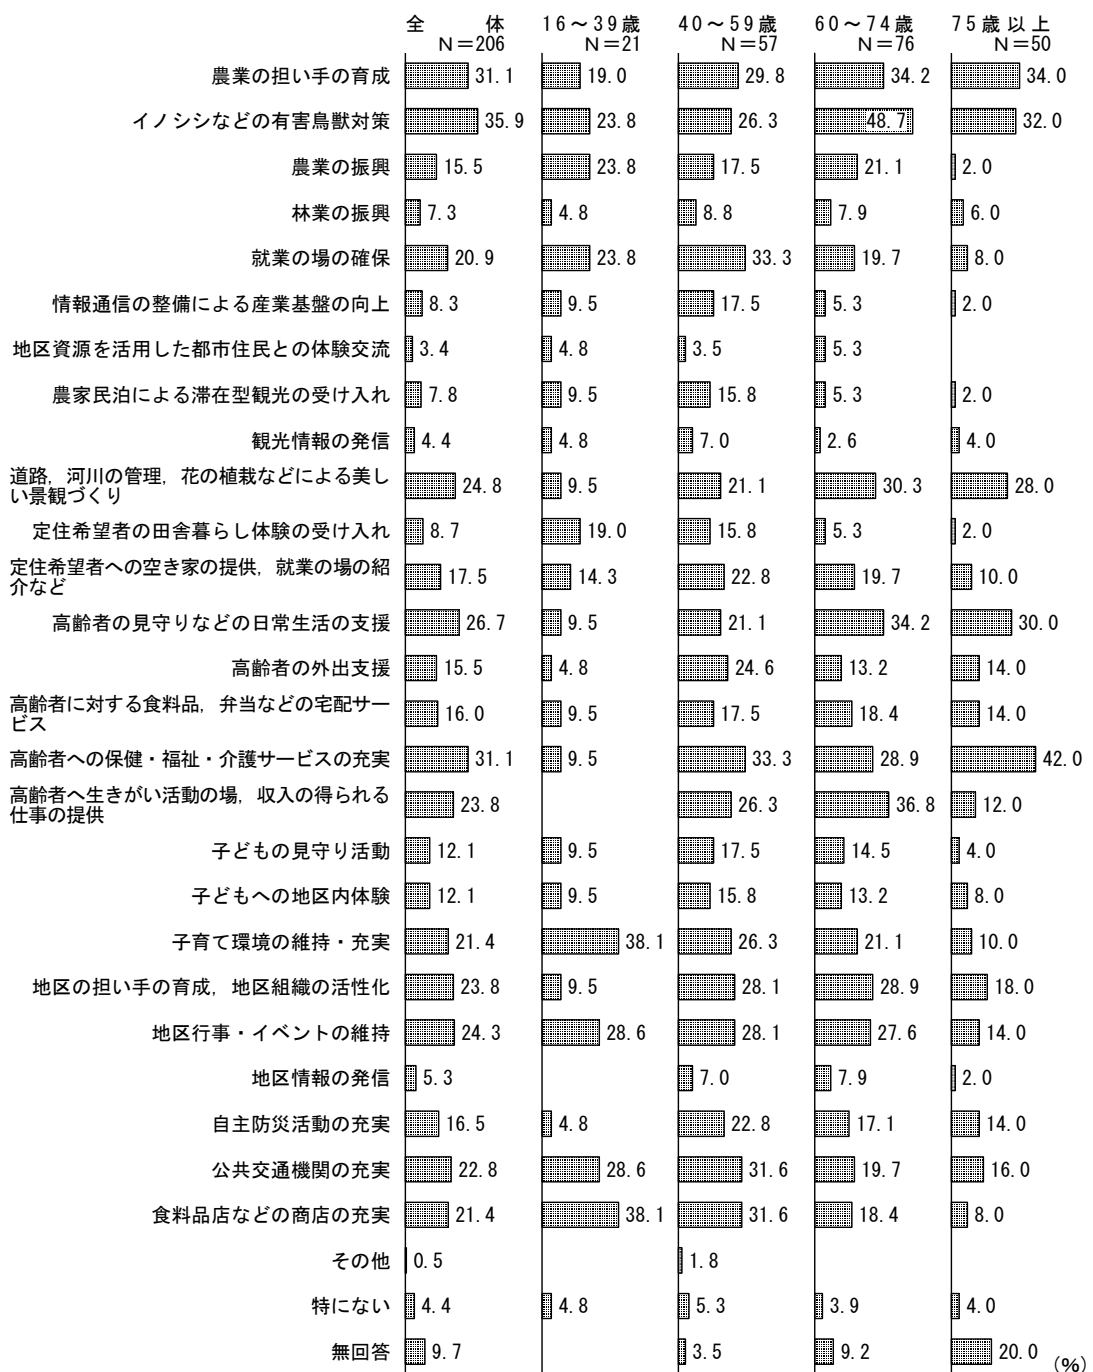 全　　体 16～39歳 40～59歳 60～74歳 75歳以上
N＝206 N＝21 N＝57 N＝76 N＝50
農業の担い手の育成 31.1 19.0 29.8 34.2 34.0
イノシシなどの有害鳥獣対策 35.9 23.8 26.3 48.7 32.0
農業の振興 15.5 23.8 17.5 21.1 2.0
林業の振興 7.3 4.8 8.8 7.9 6.0
就業の場の確保 20.9 23.8 33.3 19.7 8.0
情報通信の整備による産業基盤の向上 8.3 9.5 17.5 5.3 2.0
地区資源を活用した都市住民との体験交流 3.4 4.8 3.5 5.3
農家民泊による滞在型観光の受け入れ 7.8 9.5 15.8 5.3 2.0
観光情報の発信 4.4 4.8 7.0 2.6 4.0
道路，河川の管理，花の植栽などによる美し
い景観づくり 24.8 9.5 21.1 30.3 28.0
定住希望者の田舎暮らし体験の受け入れ 8.7 19.0 15.8 5.3 2.0
定住希望者への空き家の提供，就業の場の紹
介など 17.5 14.3 22.8 19.7 10.0
高齢者の見守りなどの日常生活の支援 26.7 9.5 21.1 34.2 30.0
高齢者の外出支援 15.5 4.8 24.6 13.2 14.0
高齢者に対する食料品，弁当などの宅配サー
ビス 16.0 9.5 17.5 18.4 14.0
高齢者への保健・福祉・介護サービスの充実 31.1 9.5 33.3 28.9 42.0
高齢者へ生きがい活動の場，収入の得られる
仕事の提供 23.8 26.3 36.8 12.0
子どもの見守り活動 12.1 9.5 17.5 14.5 4.0
子どもへの地区内体験 12.1 9.5 15.8 13.2 8.0
子育て環境の維持・充実 21.4 38.1 26.3 21.1 10.0
地区の担い手の育成，地区組織の活性化 23.8 9.5 28.1 28.9 18.0
地区行事・イベントの維持 24.3 28.6 28.1 27.6 14.0
地区情報の発信 5.3 7.0 7.9 2.0
自主防災活動の充実 16.5 4.8 22.8 17.1 14.0
公共交通機関の充実 22.8 28.6 31.6 19.7 16.0
食料品店などの商店の充実 21.4 38.1 31.6 18.4 8.0
その他 0.5 1.8
特にない 4.4 4.8 5.3 3.9 4.0
無回答 9.7 3.5 9.2 20.0
(%)